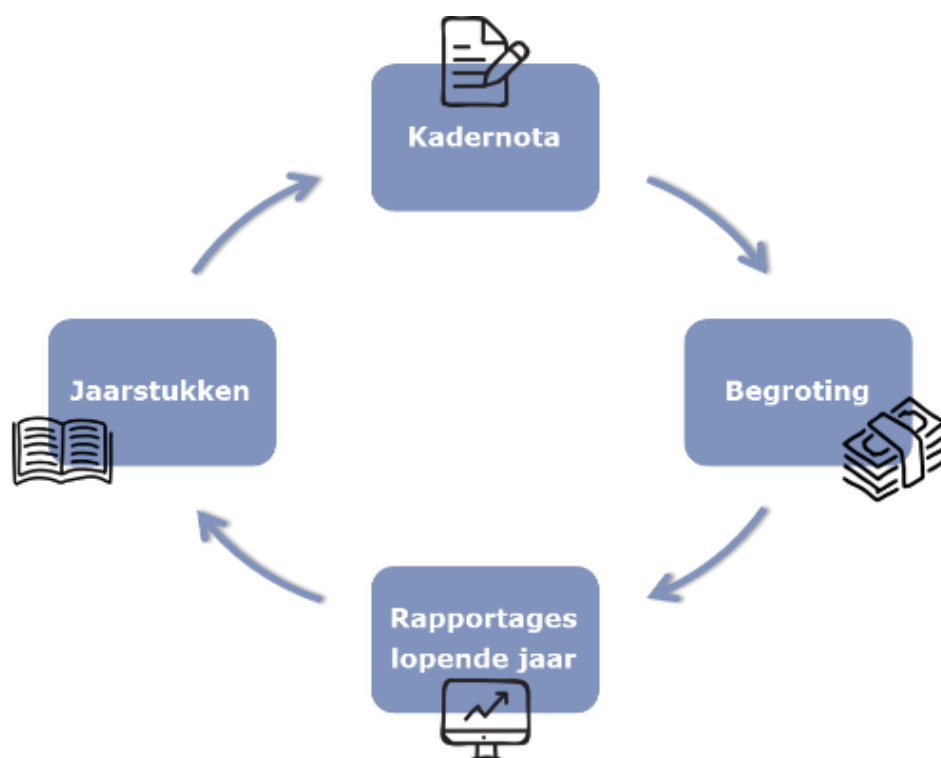 Kadernota
Jaarstukken
Begroting
Rapportages
lopende jaar